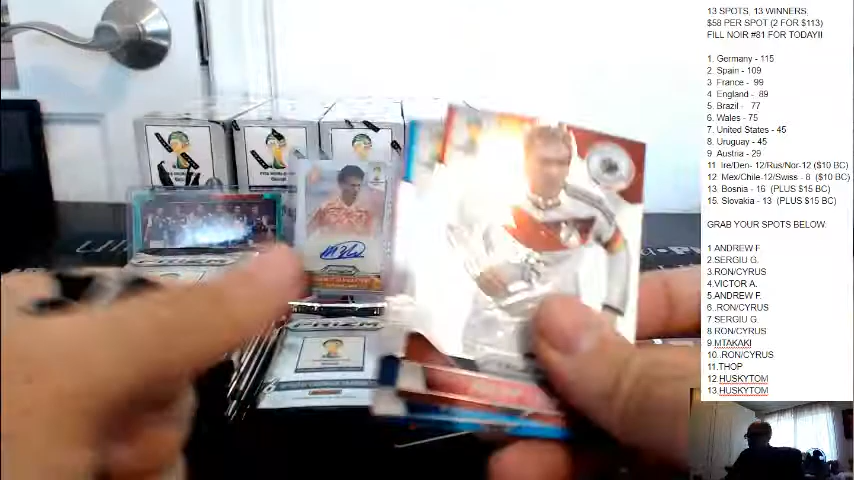 13 SPOTS, 13 WINNERS,
$58 PER SPOT (2 FOR $113)
FILL NOIR #81 FOR TODAY!!
1. Germany - 115
2. Spain - 109
3. France - 99
4. England - 89
5. Brazil - 77
6. Wales - 75
7. United States - 45
8. Uruguay - 45
9. Austria - 29
11. Ire/Den- 12/Rus/Nor-12 ($10 BC)
12. Mex/Chile-12/Swiss - 8 ($10 BC)
13. Bosnia - 16 (PLUS $15 BC)
15. Slovakia - 13 (PLUS $15 BC)
GRAB YOUR SPOTS BELOW:
1 ANDREW F.
2.SERGIU G.
3.RON/CYRUS
4.VICTOR A.
5.ANDREW F.
6..RON/CYRUS
7 SERGIU G.
8 RON/CYRUS
9.MTAKAKI
10..RON/CYRUS
11.THOP
12.HUSKYTOM
13.HUSKYTOM
PRIZM